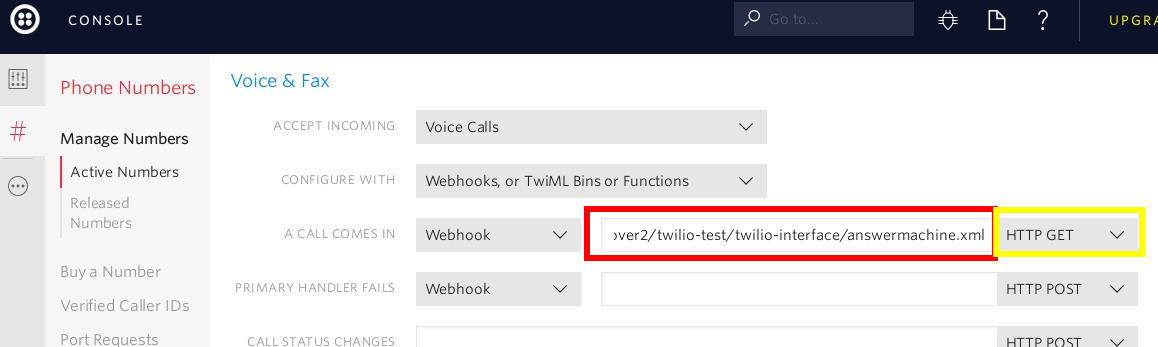 CONSOLE
Go to...
?
UPGRA
Phone Numbers
Manage Numbers
Active Numbers
Released
Numbers
Buy a Number
Verified Caller IDs
Port Requests
Voice & Fax
ACCEPT INCOMING
Voice Calls
CONFIGURE WITH
Webhooks, or TwiML Bins or Functions
A CALL COMES IN
Webhook
over2/twilio-test/twilio-interface/answermachine.xml
HTTP GET
PRIMARY HANDLER FAILS
Webhook
HTTP POST
CALL STATUS CHANGES
HTTP POST